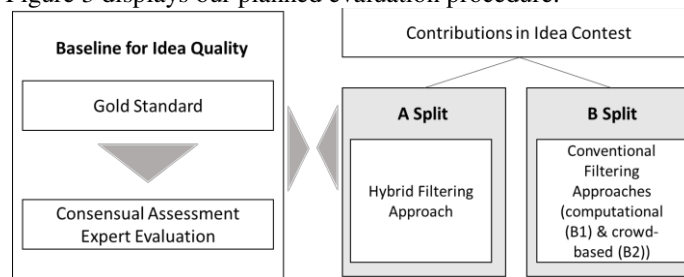 Figure 3 displays our planned evaluation procedure.
Baseline for Idea Quality
Gold Standard
Consensual Assessment
Expert Evaluation
Contributions in Idea Contest
A Split
Hybrid Filtering
Approach
B Split
Conventional
Filtering
Approaches
(computational
(B1) & crowd-
based (B2))